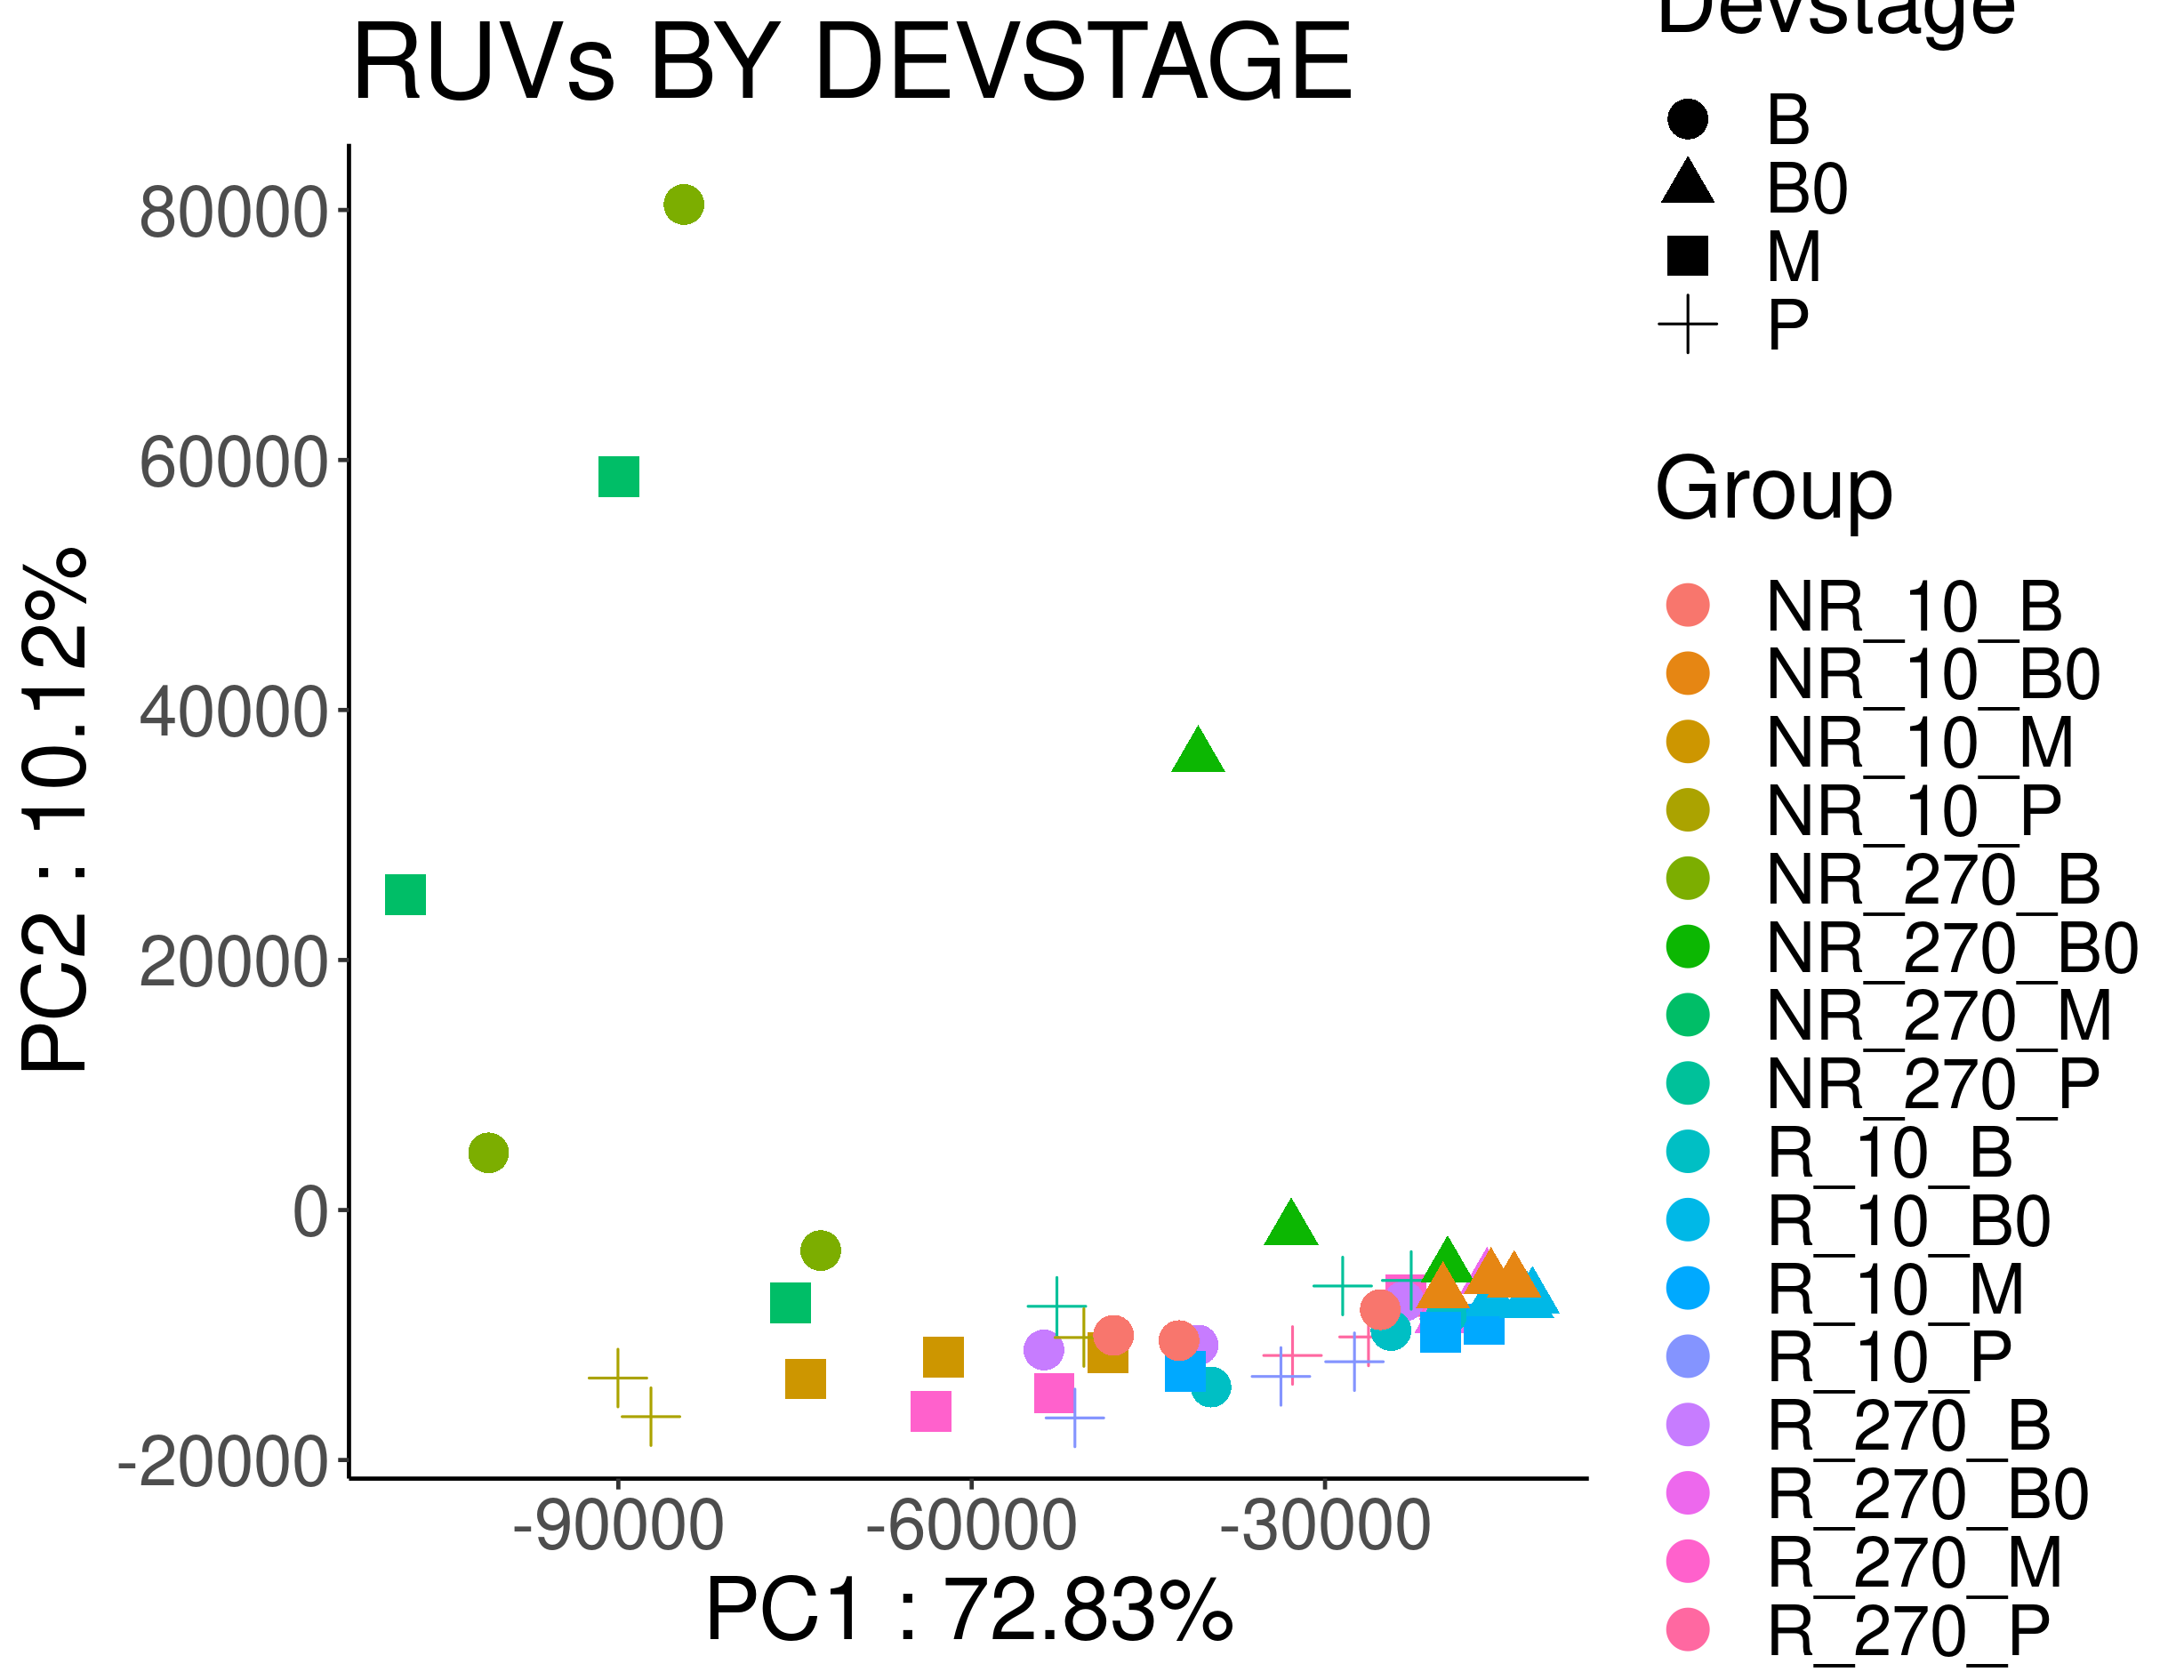 RUVs BY DEVSTAGE
80000
60000
40000
20000
0
-20000
PC2 : 10.12%
-90000 -60000 -30000
PC1 : 72.83%
Devstage
B
B0
M
P
Group
NR_10_B
NR_10_B0
NR_10_M
NR_10_P
NR_270_B
NR_270_B0
NR_270_M
NR_270_P
R_10_B
R_10_B0
R_10_M
R_10_P
R_270_B
R_270_B0
R_270_M
R_270_P